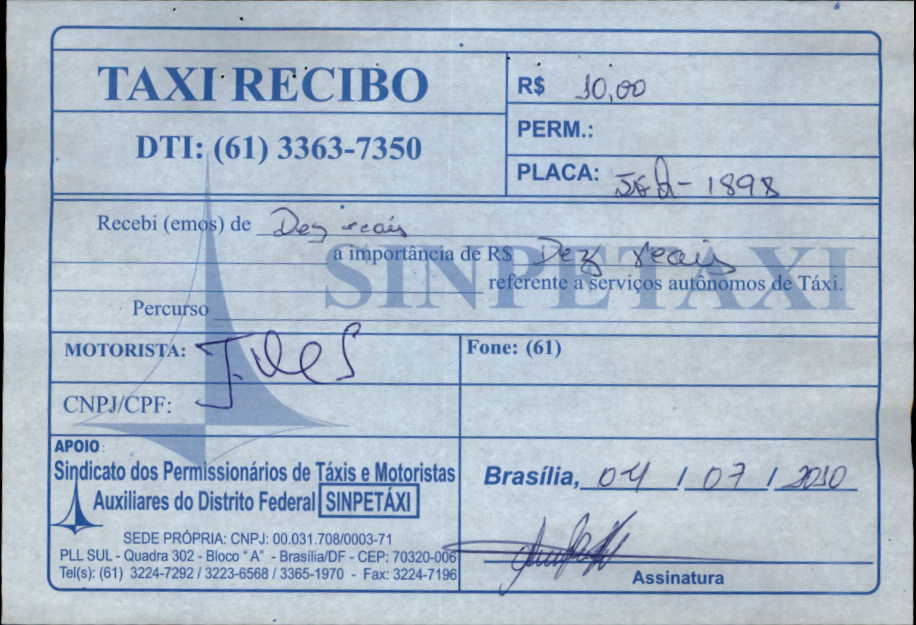 TAXI RECIBO
DTI: (61) 3363-7350
R$ 10,00
PERM.:
PLACA: - 1898
Recebi (emos) de Dez reais
a importância de R$ Dez reais
SINPETAXI
referente a serviços autônomos de Táxi.
Percurso
MOTORISTA:
Fone: (61)
CNPJ/CPF:
APOIO
Sindicato dos Permissionários de Táxis e Motoristas
Auxiliares do Distrito Federal SINPETÁXI
SEDE PRÓPRIA: CNPJ: 00.031.708/0003-71
PLL SUL - Quadra 302 - Bloco "A" - Brasília/DF - CEP: 70320-006
Tel(s): (61) 3224-7292 / 3223-6568 / 3365-1970 - Fax: 3224-7196
Brasília, 04 / 07 / 2010
Assinatura